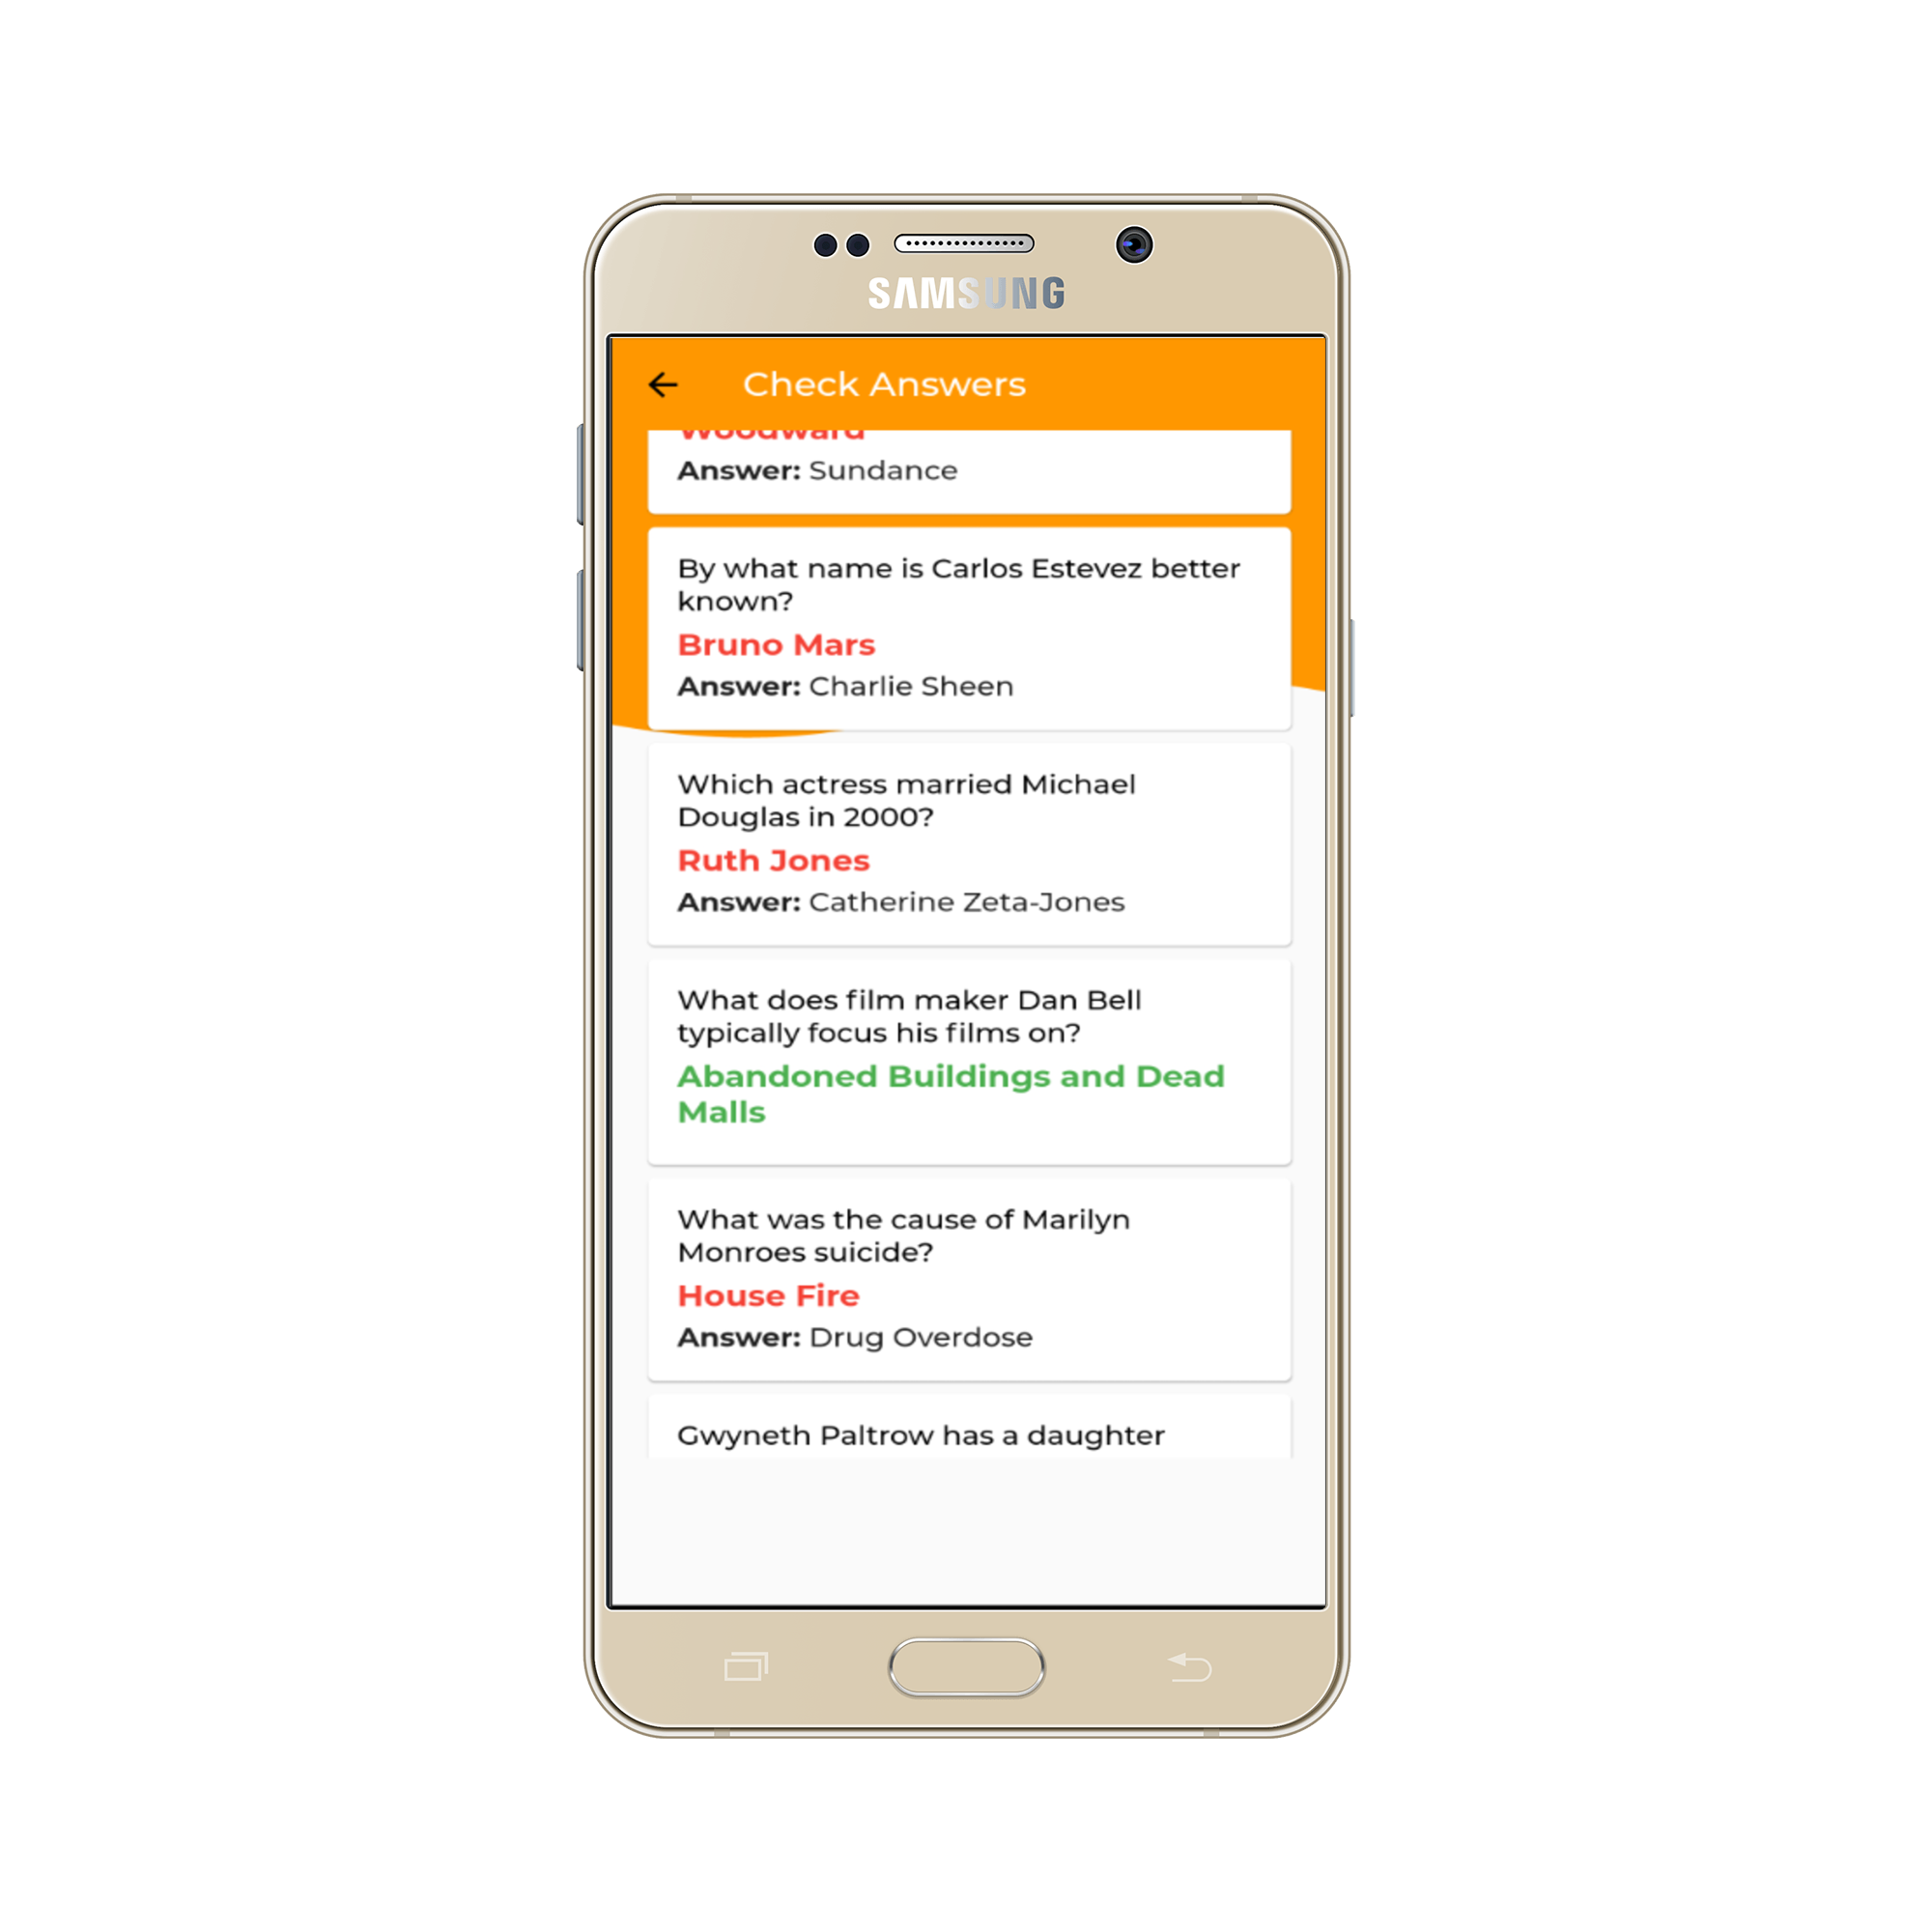 SAMSUNG
Check Answers
Woodward
Answer: Sundance
By what name is Carlos Estevez better
known?
Bruno Mars
Answer: Charlie Sheen
Which actress married Michael
Douglas in 2000?
Ruth Jones
Answer: Catherine Zeta-Jones
What does film maker Dan Bell
typically focus his films on?
Abandoned Buildings and Dead
Malls
What was the cause of Marilyn
Monroes suicide?
House Fire
Answer: Drug Overdose
Gwyneth Paltrow has a daughter